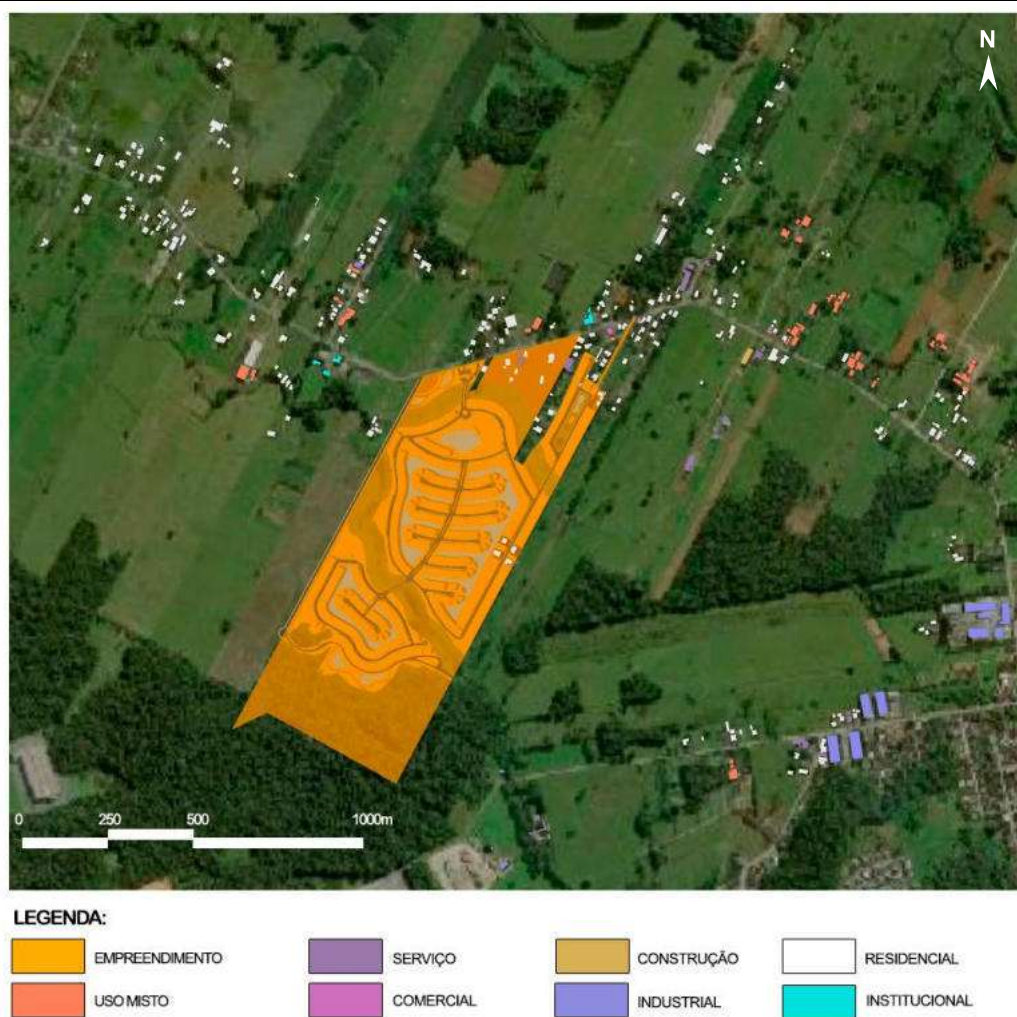 N
0 250 500 1000m
LEGENDA:
EMPREENDIMENTO
SERVIÇO
CONSTRUÇÃO
RESIDENCIAL
USO MISTO
COMERCIAL
INDUSTRIAL
INSTITUCIONAL